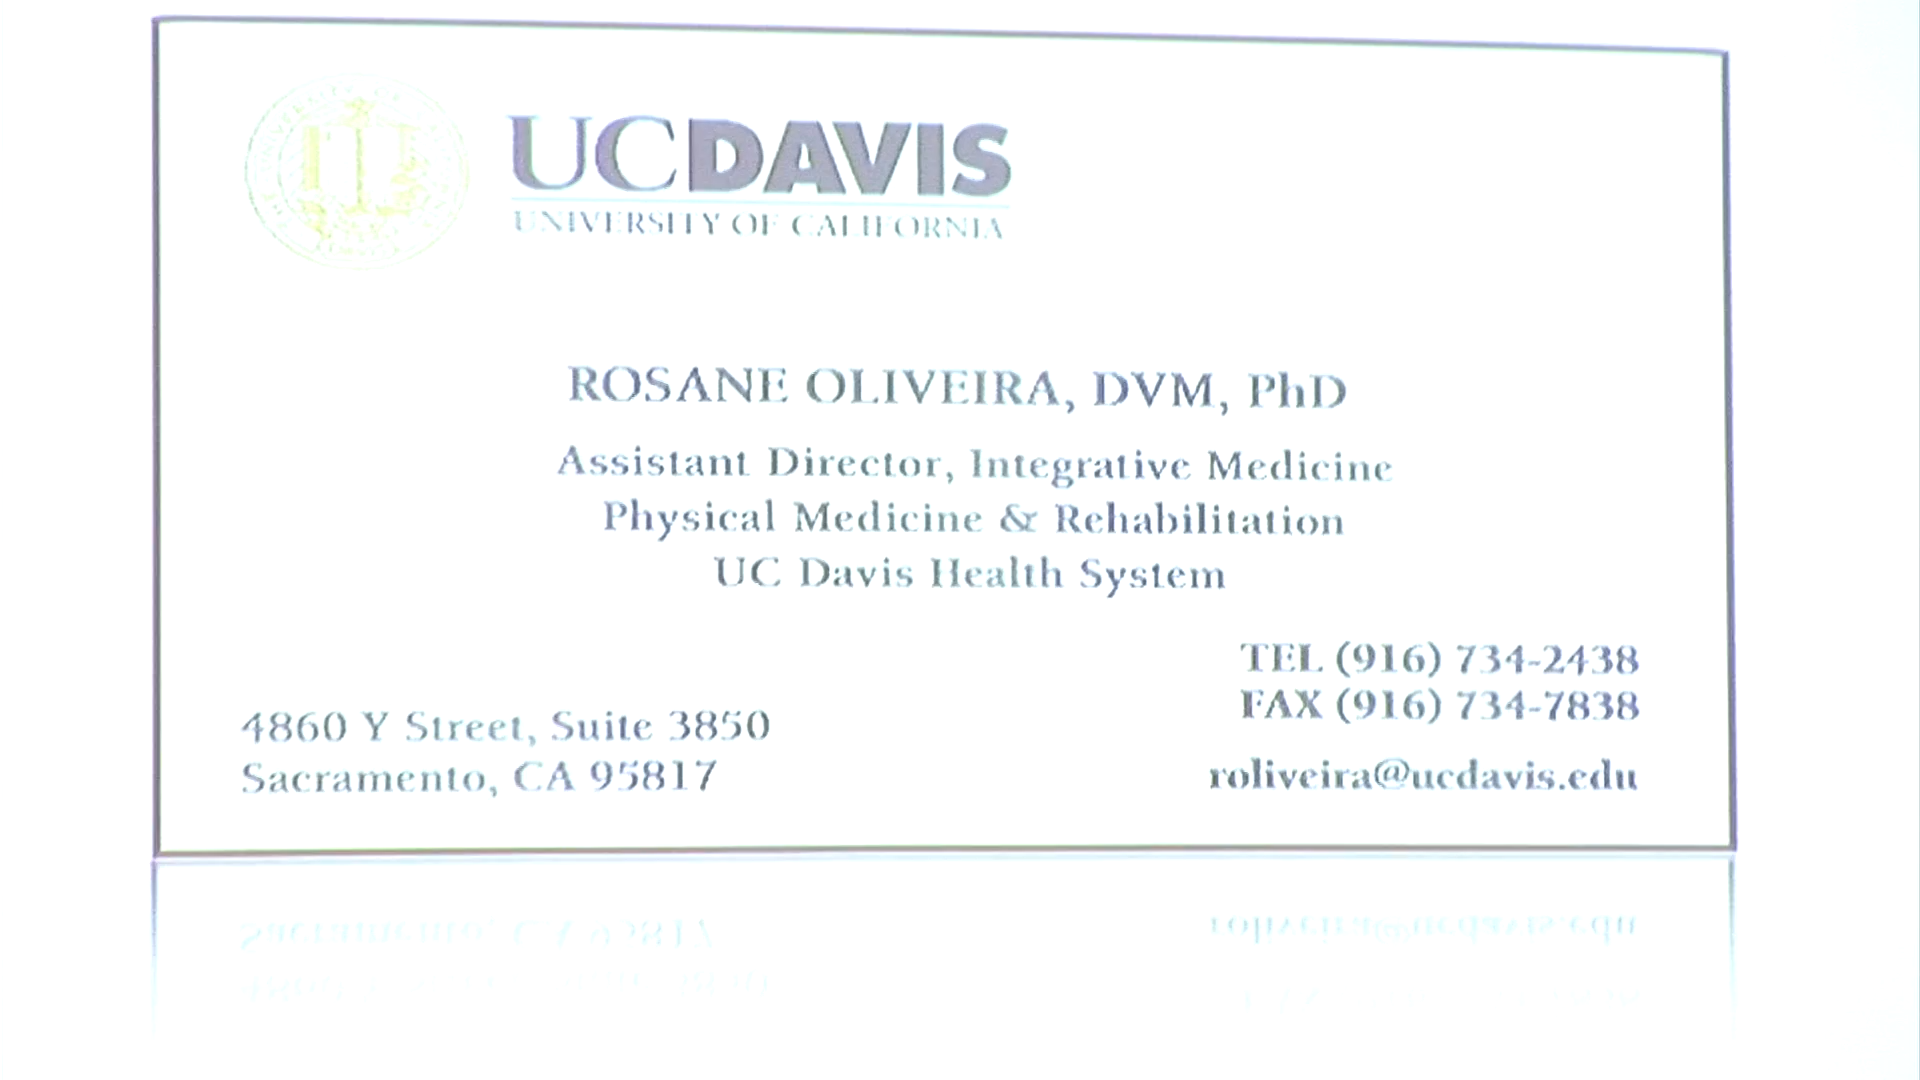 UCDAVIS
UNIVERSITY OF CALIFORNIA
ROSANE OLIVEIRA, DVM, PhD
Assistant Director, Integrative Medicine
Physical Medicine & Rehabilitation
UC Davis Health System
TEL (916) 734-2438
FAX (916) 734-7838
4860 Y Street, Suite 3850
Sacramento, CA 95817
roliveira@ucdavis.edu